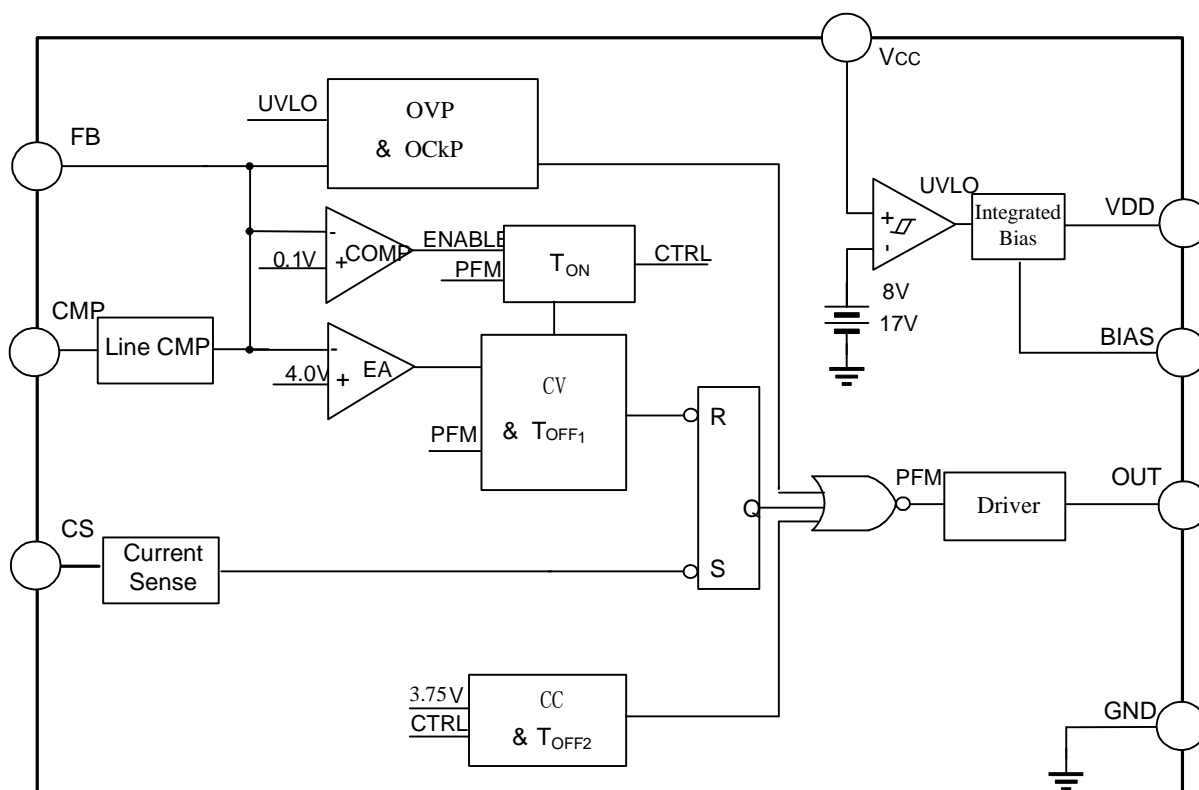 VCC
UVLO
OVP
& OCkP
FB
UVLO
Integrated
Bias
VDD
-
COMP
+
0.1V
ENABLE
PFM
TON
CTRL
+
-
8V
17V
BIAS
CMP
Line CMP
-
EA
+
4.0V
CV
& TOFF1
PFM
R
Q
S
PFM
Driver
OUT
CS
Current
Sense
3.75V
CTRL
CC
& TOFF2
GND